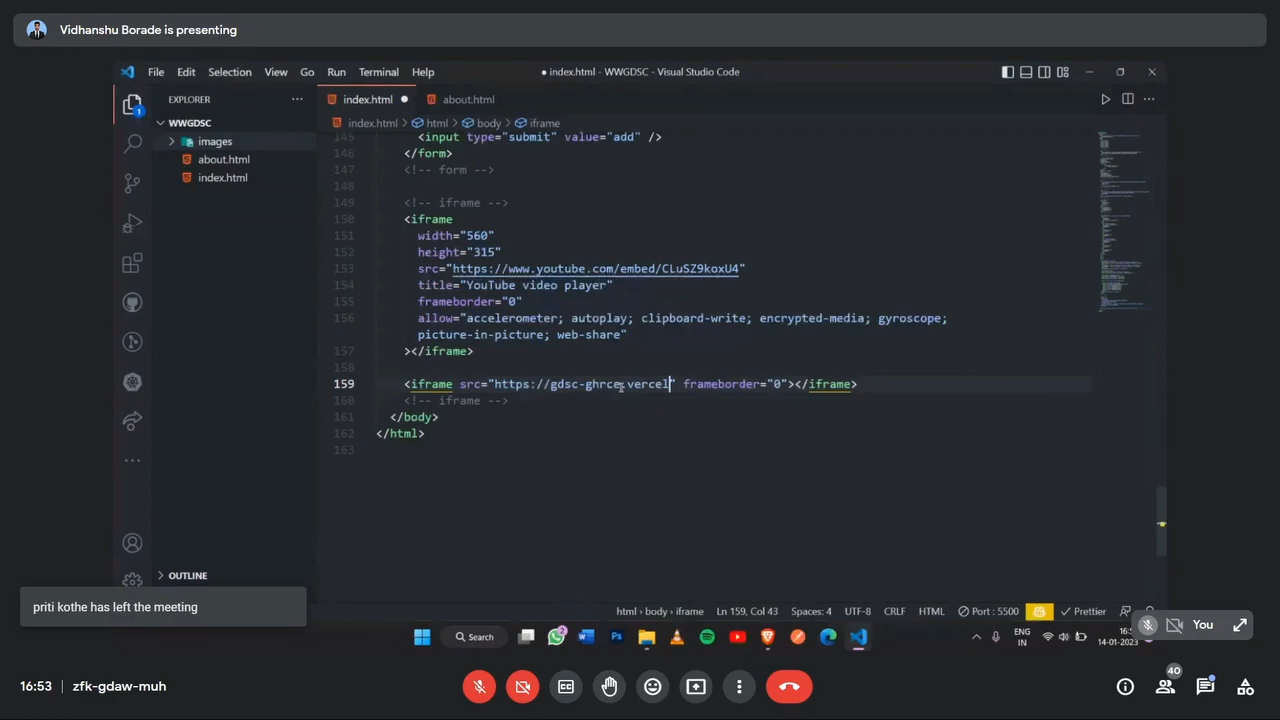 Vidhanshu Borade is presenting
File Edit Selection View Go Run Terminal Help
● index.html - WWGDSC - Visual Studio Code
EXPLORER
index.html
about.html
WWGDSC
images
about.html
index.html
index.html > html > body > iframe
145 <input type="submit" value="add" />
146 </form>
147 <!-- form -->
148
149 <!-- iframe -->
150 <iframe
151 width="560"
152 height="315"
153 src="https://www.youtube.com/embed/CLuSZ9koxU4"
154 title="YouTube video player"
155 frameborder="0"
156 allow="accelerometer; autoplay; clipboard-write; encrypted-media; gyroscope;
picture-in-picture; web-share"
157 ></iframe>
158
159 <iframe src="https://gdsc-ghrce.vercel" frameborder="0"></iframe>
160 <!-- iframe -->
161 </body>
162 </html>
163
OUTLINE
priti kothe has left the meeting
html > body > iframe Ln 159, Col 43 Spaces: 4 UTF-8 CRLF HTML Port : 5500 Prettier
You
Search
2
ENG
IN
14-01-2023
16:53 | zfk-gdaw-muh
40